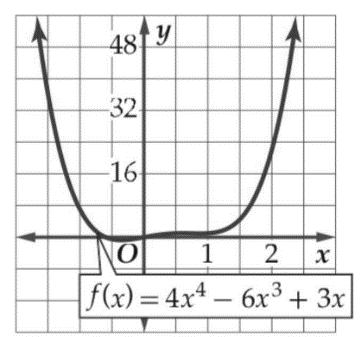 y
48
32
16
O 1 2 x
f(x) = 4x⁴ − 6x³ + 3x